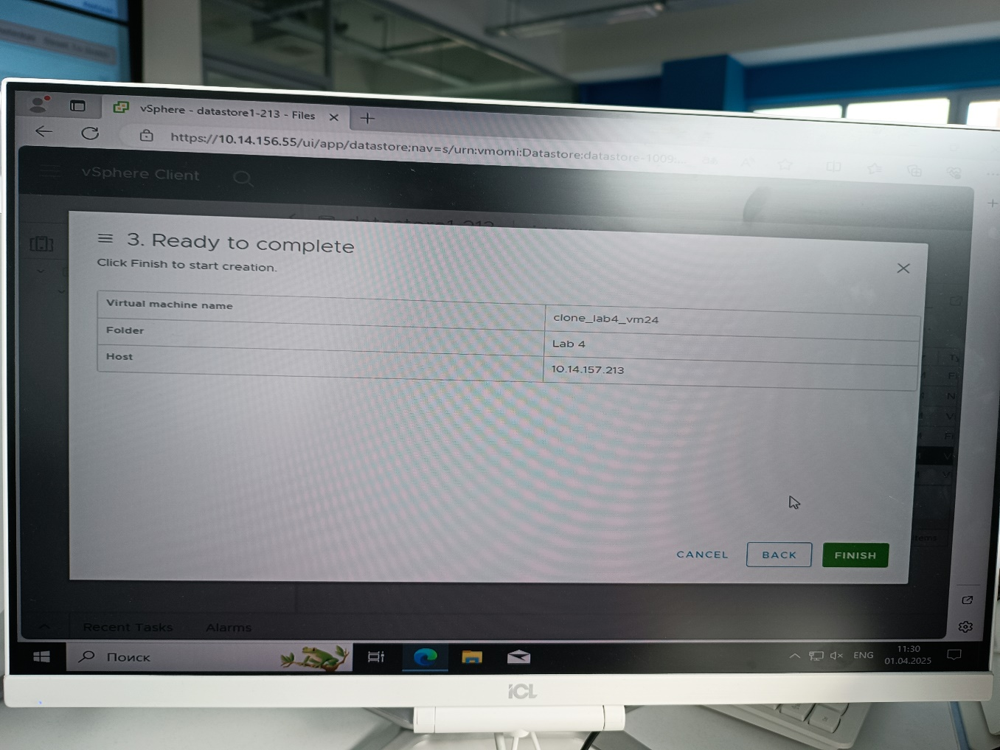 vSphere - datastore1-213 - Files
https://10.14.156.55/ui/app/datastore;nav=s/urn:vmomi:Datastore:datastore-1009:...
vSphere Client
datastore1-213
3. Ready to complete
Click Finish to start creation.
Virtual machine name clone_lab4_vm24
Folder Lab 4
Host 10.14.157.213
CANCEL BACK FINISH
Recent Tasks Alarms
Поиск
ENG
11:30
01.04.2025
iCL